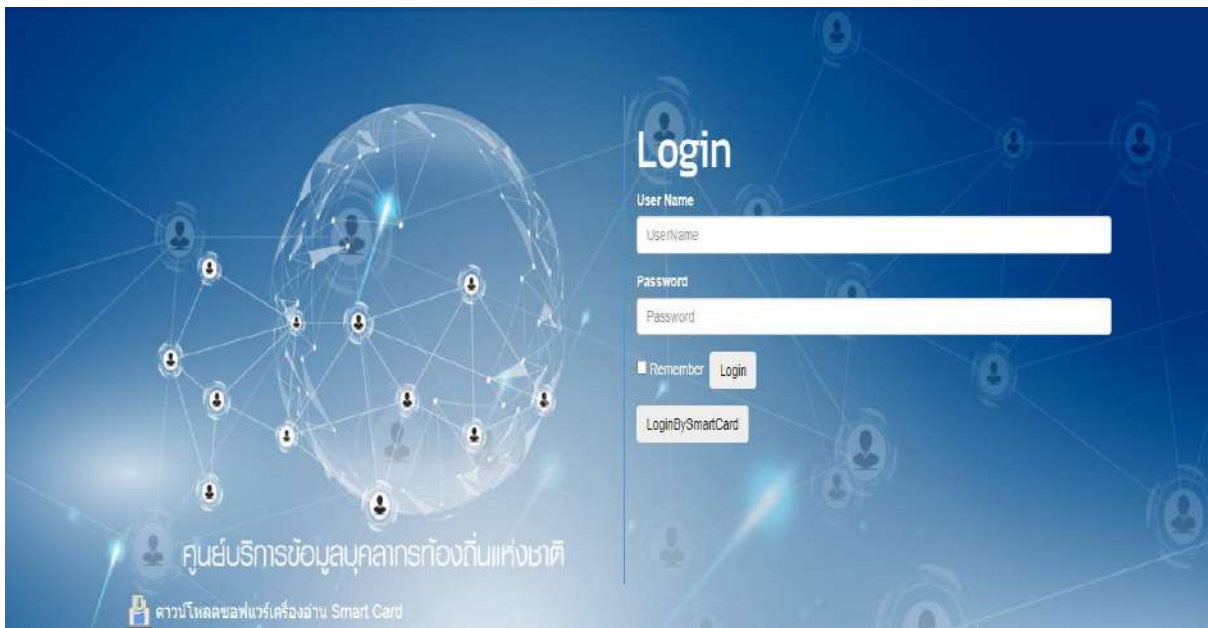 Login
User Name
UserName
Password
Password
Remember Login
LoginBySmartCard
ศูนย์บริการข้อมูลบุคลากรท้องถิ่นแห่งชาติ
ดาวน์โหลดซอฟแวร์เครื่องอ่าน Smart Card